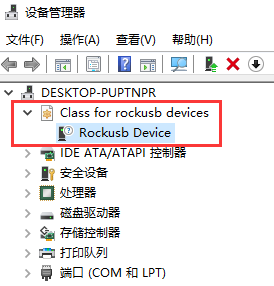 设备管理器
文件(F) 操作(A) 查看(V) 帮助(H)
DESKTOP-PUPTNPR
Class for rockusb devices
Rockusb Device
IDE ATA/ATAPI 控制器
安全设备
处理器
磁盘驱动器
存储控制器
打印队列
端口 (COM 和 LPT)